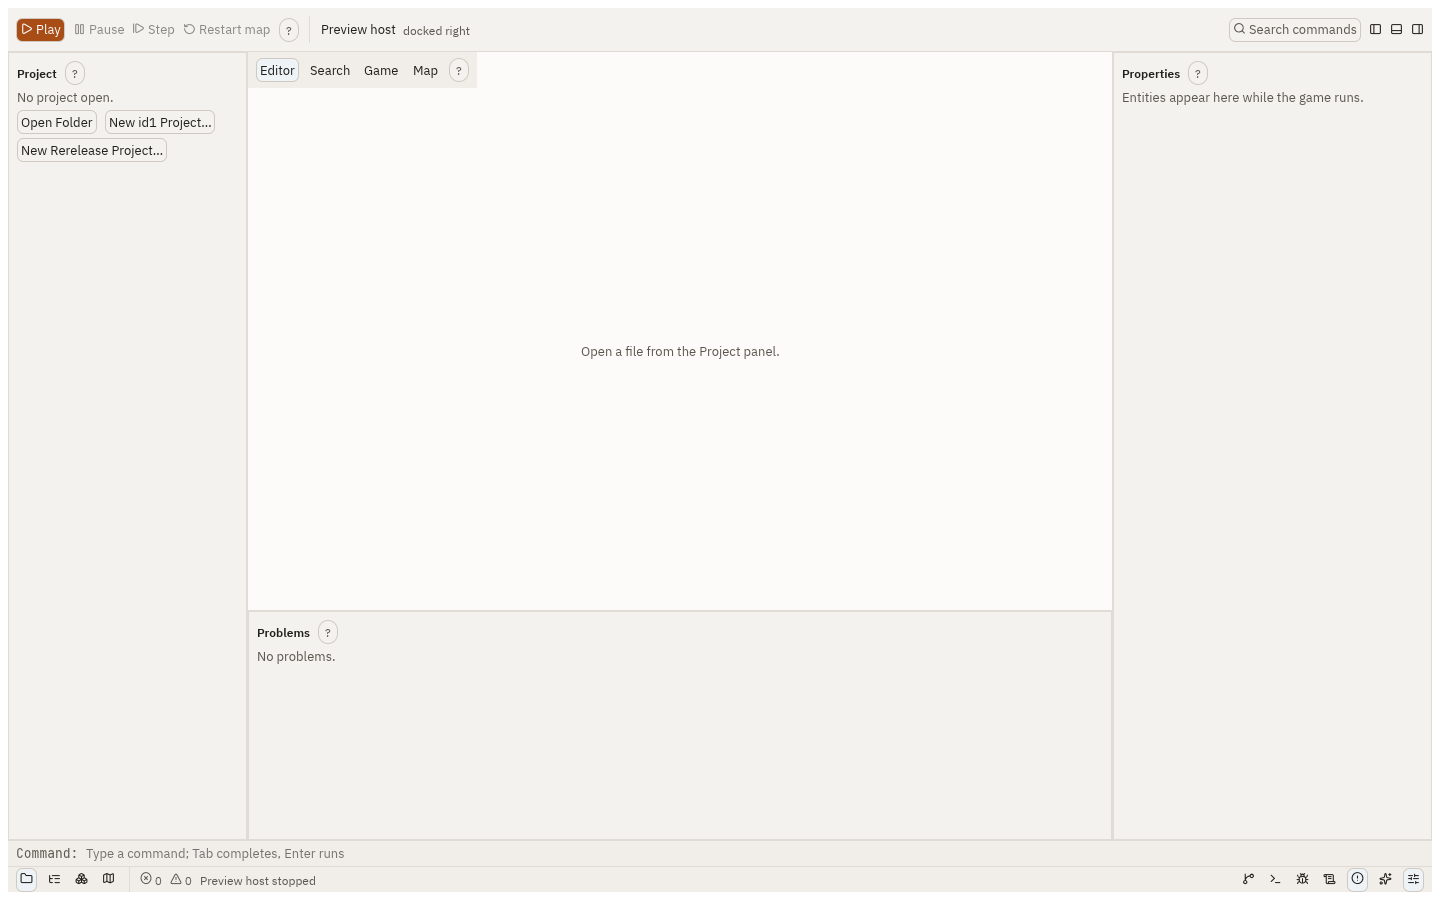 Play Pause Step Restart map ? Preview host docked right Search commands
Project ?
No project open.
Open Folder New id1 Project...
New Rerelease Project...
Editor Search Game Map ?
Open a file from the Project panel.
Problems ?
No problems.
Properties ?
Entities appear here while the game runs.
Command: Type a command; Tab completes, Enter runs
0 0 Preview host stopped